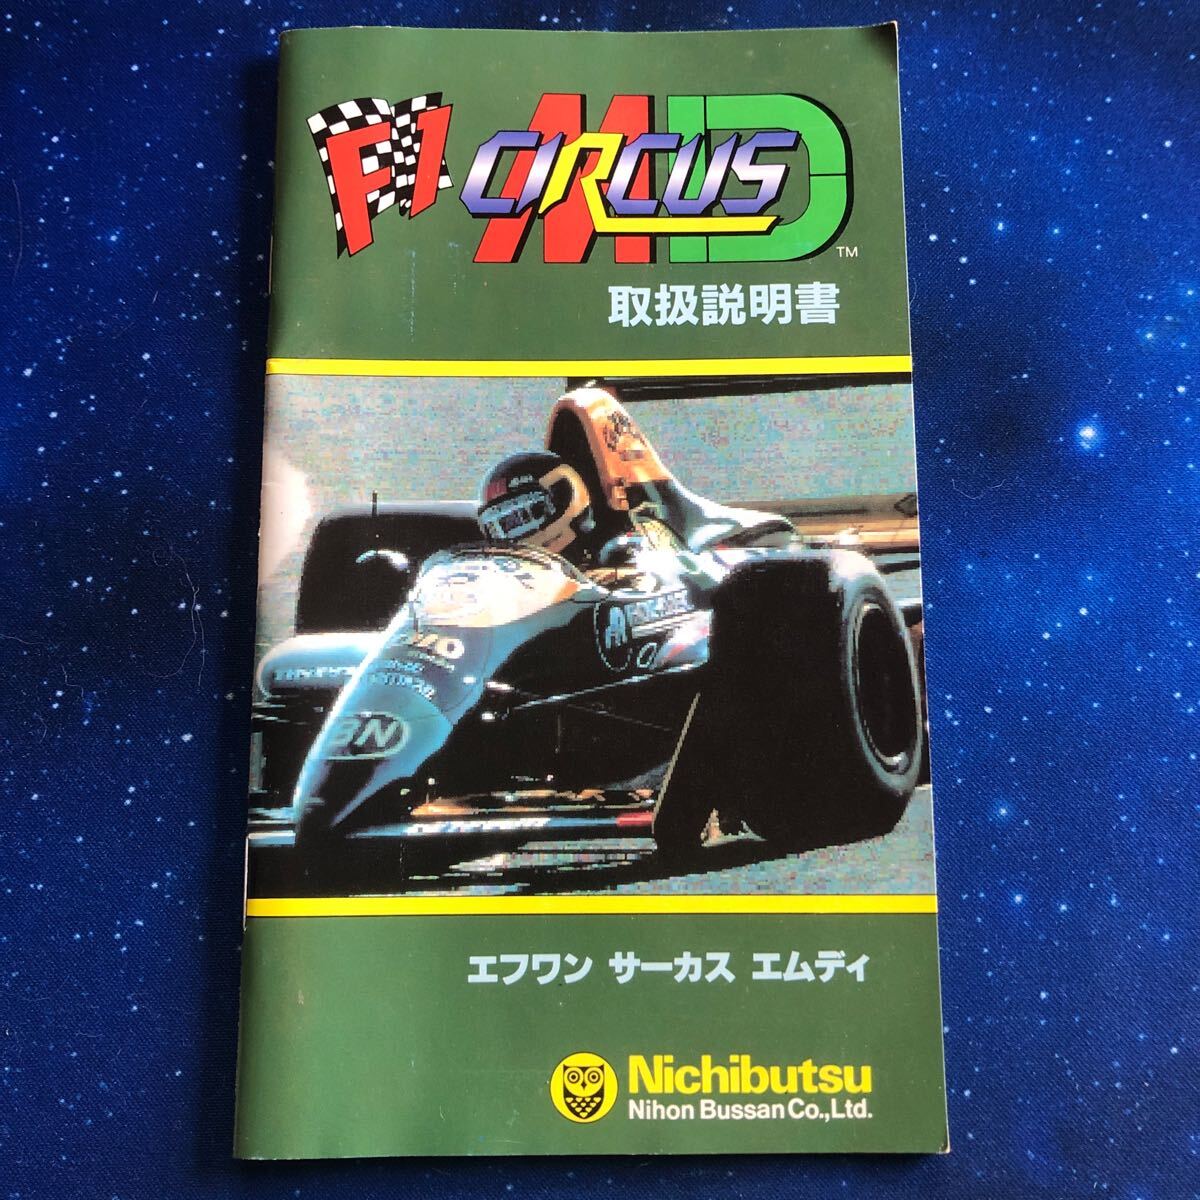 F1 CIRCUS MD TM
取扱説明書
BN
エフワン サーカス エムディ
Nichibutsu
Nihon Bussan Co.,Ltd.